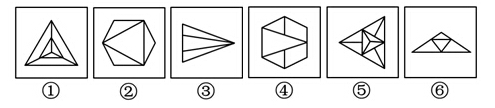 ① ② ③ ④ ⑤ ⑥